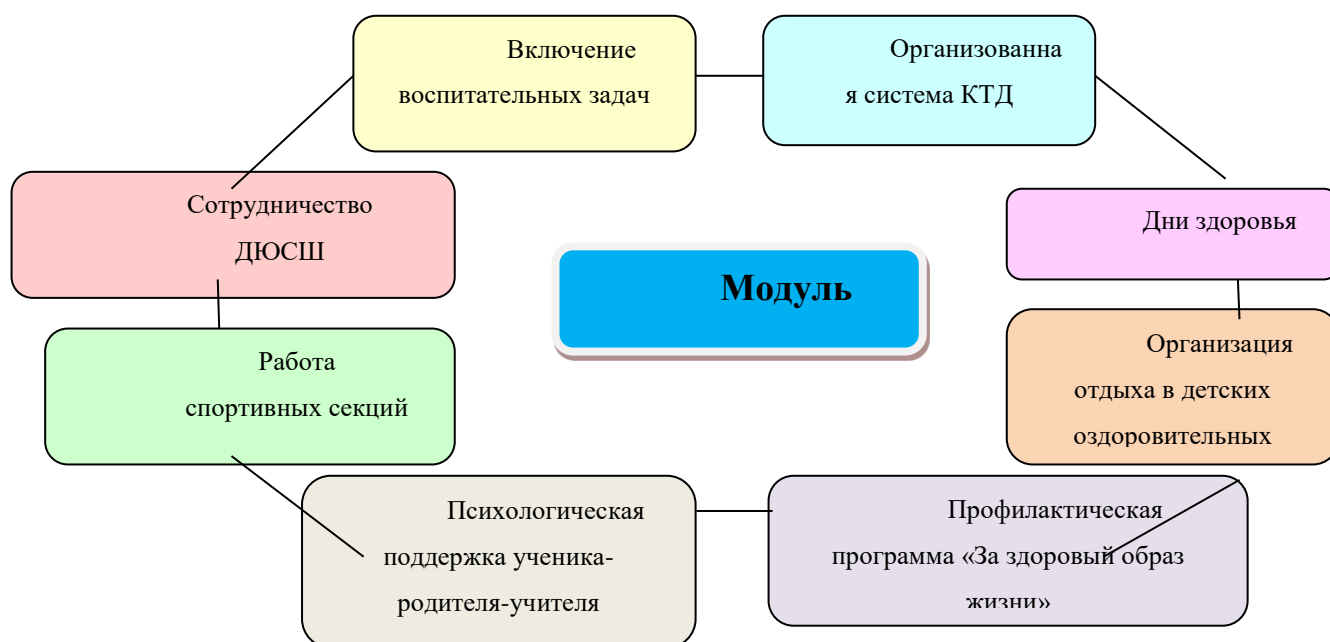 Включение
воспитательных задач
Организованна
я система КТД
Сотрудничество
ДЮСШ
Дни здоровья
Модуль
Работа
спортивных секций
Организация
отдыха в детских
оздоровительных
Психологическая
поддержка ученика-
родителя-учителя
Профилактическая
программа «За здоровый образ
жизни»